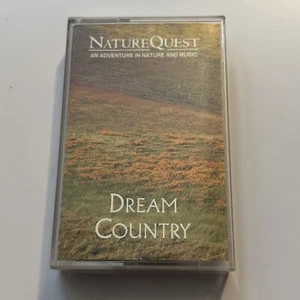 NATUREQUEST
AN ADVENTURE IN NATURE AND MUSIC
DREAM
COUNTRY